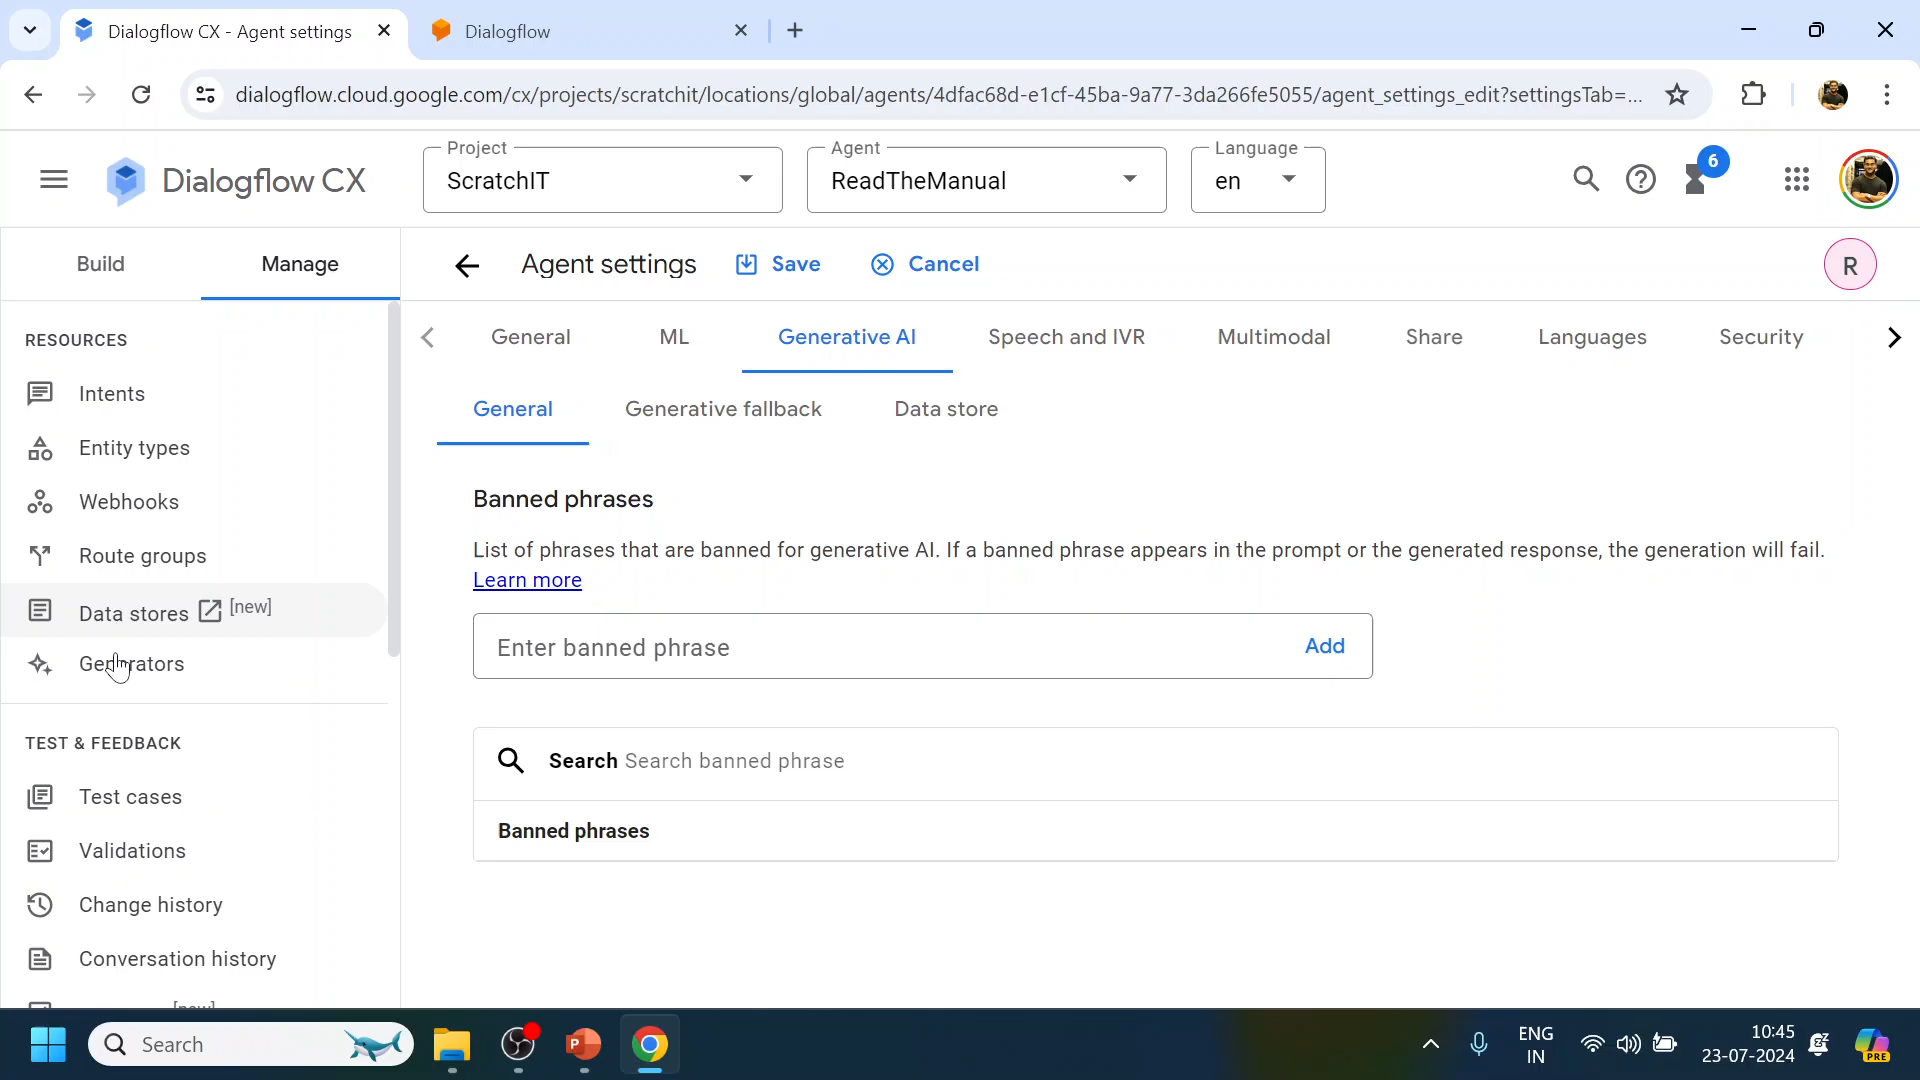 Dialogflow CX - Agent settings
Dialogflow
dialogflow.cloud.google.com/cx/projects/scratchit/locations/global/agents/4dfac68d-e1cf-45ba-9a77-3da266fe5055/agent_settings_edit?settingsTab=...
Dialogflow CX
Project
ScratchIT
Agent
ReadTheManual
Language
en
6
Build
Manage
Agent settings
Save
Cancel
R
RESOURCES
Intents
Entity types
Webhooks
Route groups
Data stores [new]
Generators
TEST & FEEDBACK
Test cases
Validations
Change history
Conversation history
[new]
General
ML
Generative AI
Speech and IVR
Multimodal
Share
Languages
Security
General
Generative fallback
Data store
Banned phrases
List of phrases that are banned for generative AI. If a banned phrase appears in the prompt or the generated response, the generation will fail.
Learn more
Enter banned phrase
Add
Search Search banned phrase
Banned phrases
Search
P
ENG
IN
10:45
23-07-2024
PRE